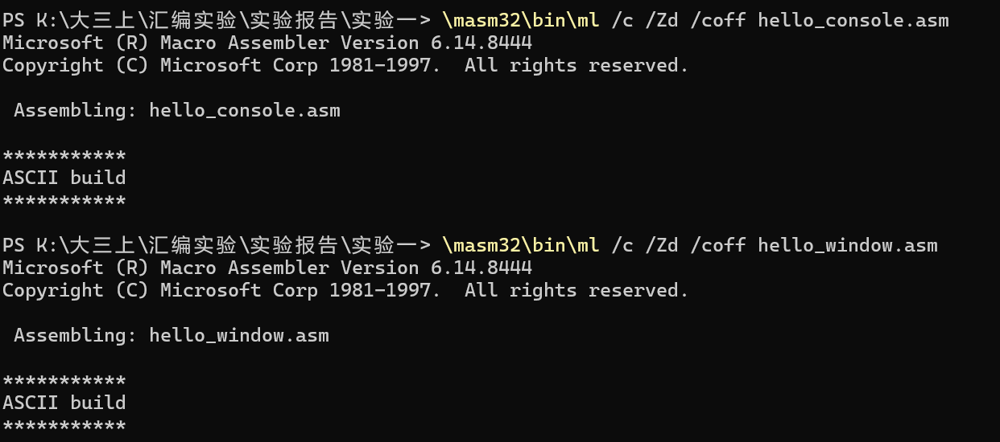 PS K:\大三上\汇编实验\实验报告\实验一> \masm32\bin\ml /c /Zd /coff hello_console.asm
Microsoft (R) Macro Assembler Version 6.14.8444
Copyright (C) Microsoft Corp 1981-1997.  All rights reserved.

 Assembling: hello_console.asm

***********
ASCII build
***********

PS K:\大三上\汇编实验\实验报告\实验一> \masm32\bin\ml /c /Zd /coff hello_window.asm
Microsoft (R) Macro Assembler Version 6.14.8444
Copyright (C) Microsoft Corp 1981-1997.  All rights reserved.

 Assembling: hello_window.asm

***********
ASCII build
***********